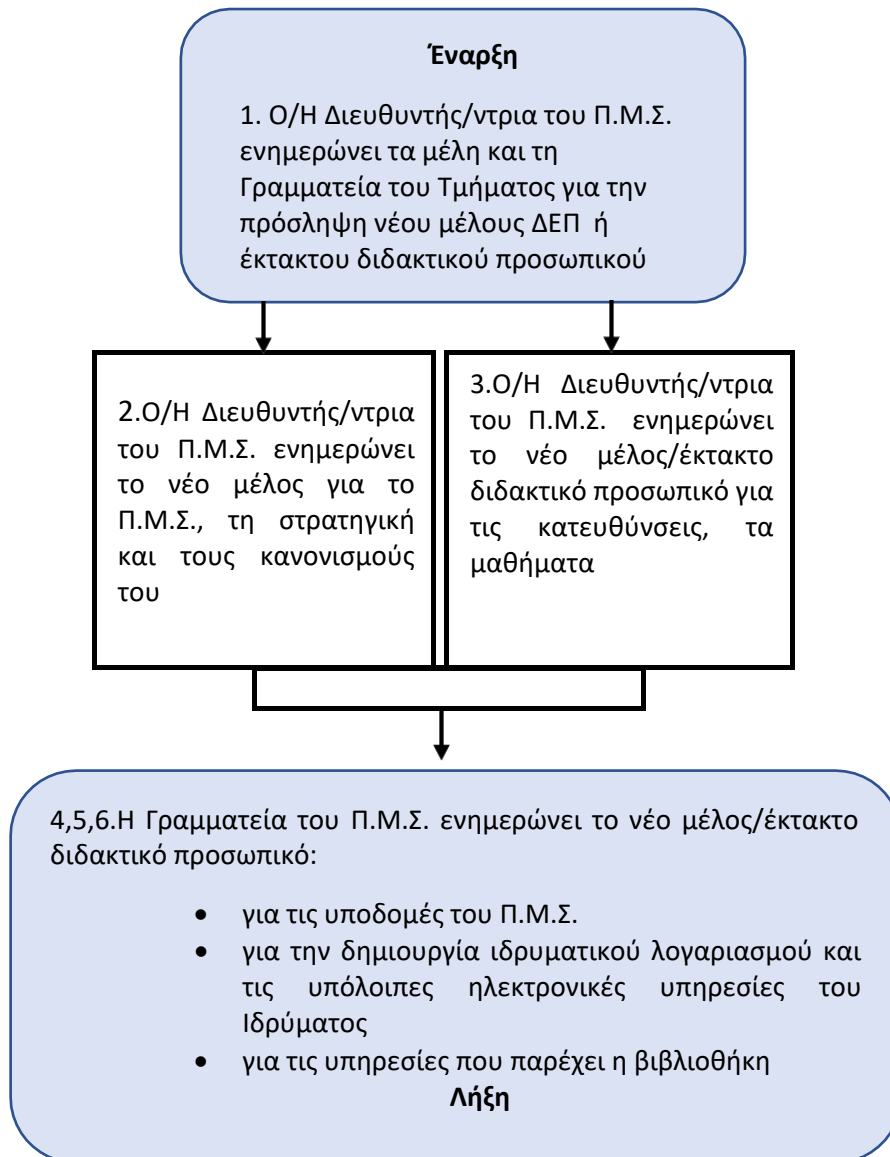 Έναρξη
1. Ο/Η Διευθυντής/ντρια του Π.Μ.Σ.
ενημερώνει τα μέλη και τη
Γραμματεία του Τμήματος για την
πρόσληψη νέου μέλους ΔΕΠ ή
έκτακτου διδακτικού προσωπικού
2.Ο/Η Διευθυντής/ντρια
του Π.Μ.Σ. ενημερώνει
το νέο μέλος για το
Π.Μ.Σ., τη στρατηγική
και τους κανονισμούς
του
3.Ο/Η Διευθυντής/ντρια
του Π.Μ.Σ. ενημερώνει
το νέο μέλος/έκτακτο
διδακτικό προσωπικό για
τις κατευθύνσεις, τα
μαθήματα
4,5,6.Η Γραμματεία του Π.Μ.Σ. ενημερώνει το νέο μέλος/έκτακτο
διδακτικό προσωπικό:
• για τις υποδομές του Π.Μ.Σ.
• για την δημιουργία ιδρυματικού λογαριασμού και
τις υπόλοιπες ηλεκτρονικές υπηρεσίες του
Ιδρύματος
• για τις υπηρεσίες που παρέχει η βιβλιοθήκη
Λήξη